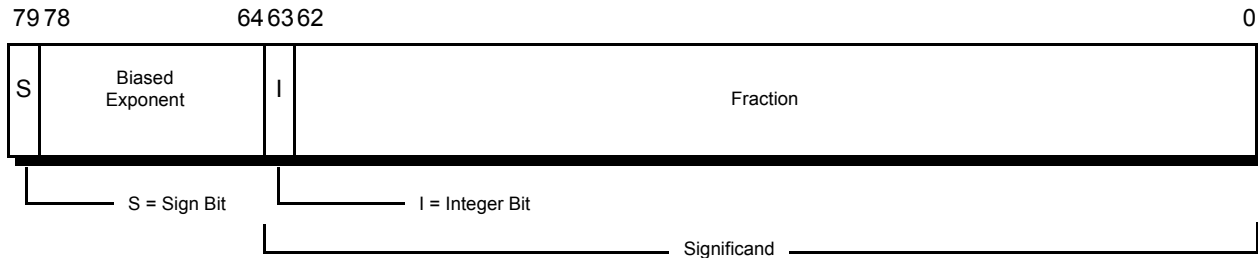 79 78 64 63 62 0
S Biased Exponent I Fraction
S = Sign Bit I = Integer Bit
Significand